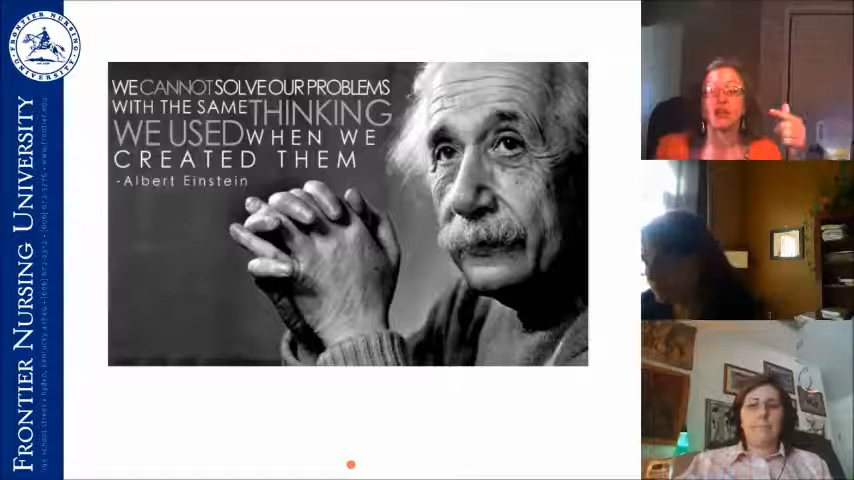 FRONTIER NURSING
UNIVERSITY
FRONTIER NURSING UNIVERSITY
WE CANNOT SOLVE OUR PROBLEMS
WITH THE SAME THINKING
WE USED WHEN WE
CREATED THEM
-Albert Einstein